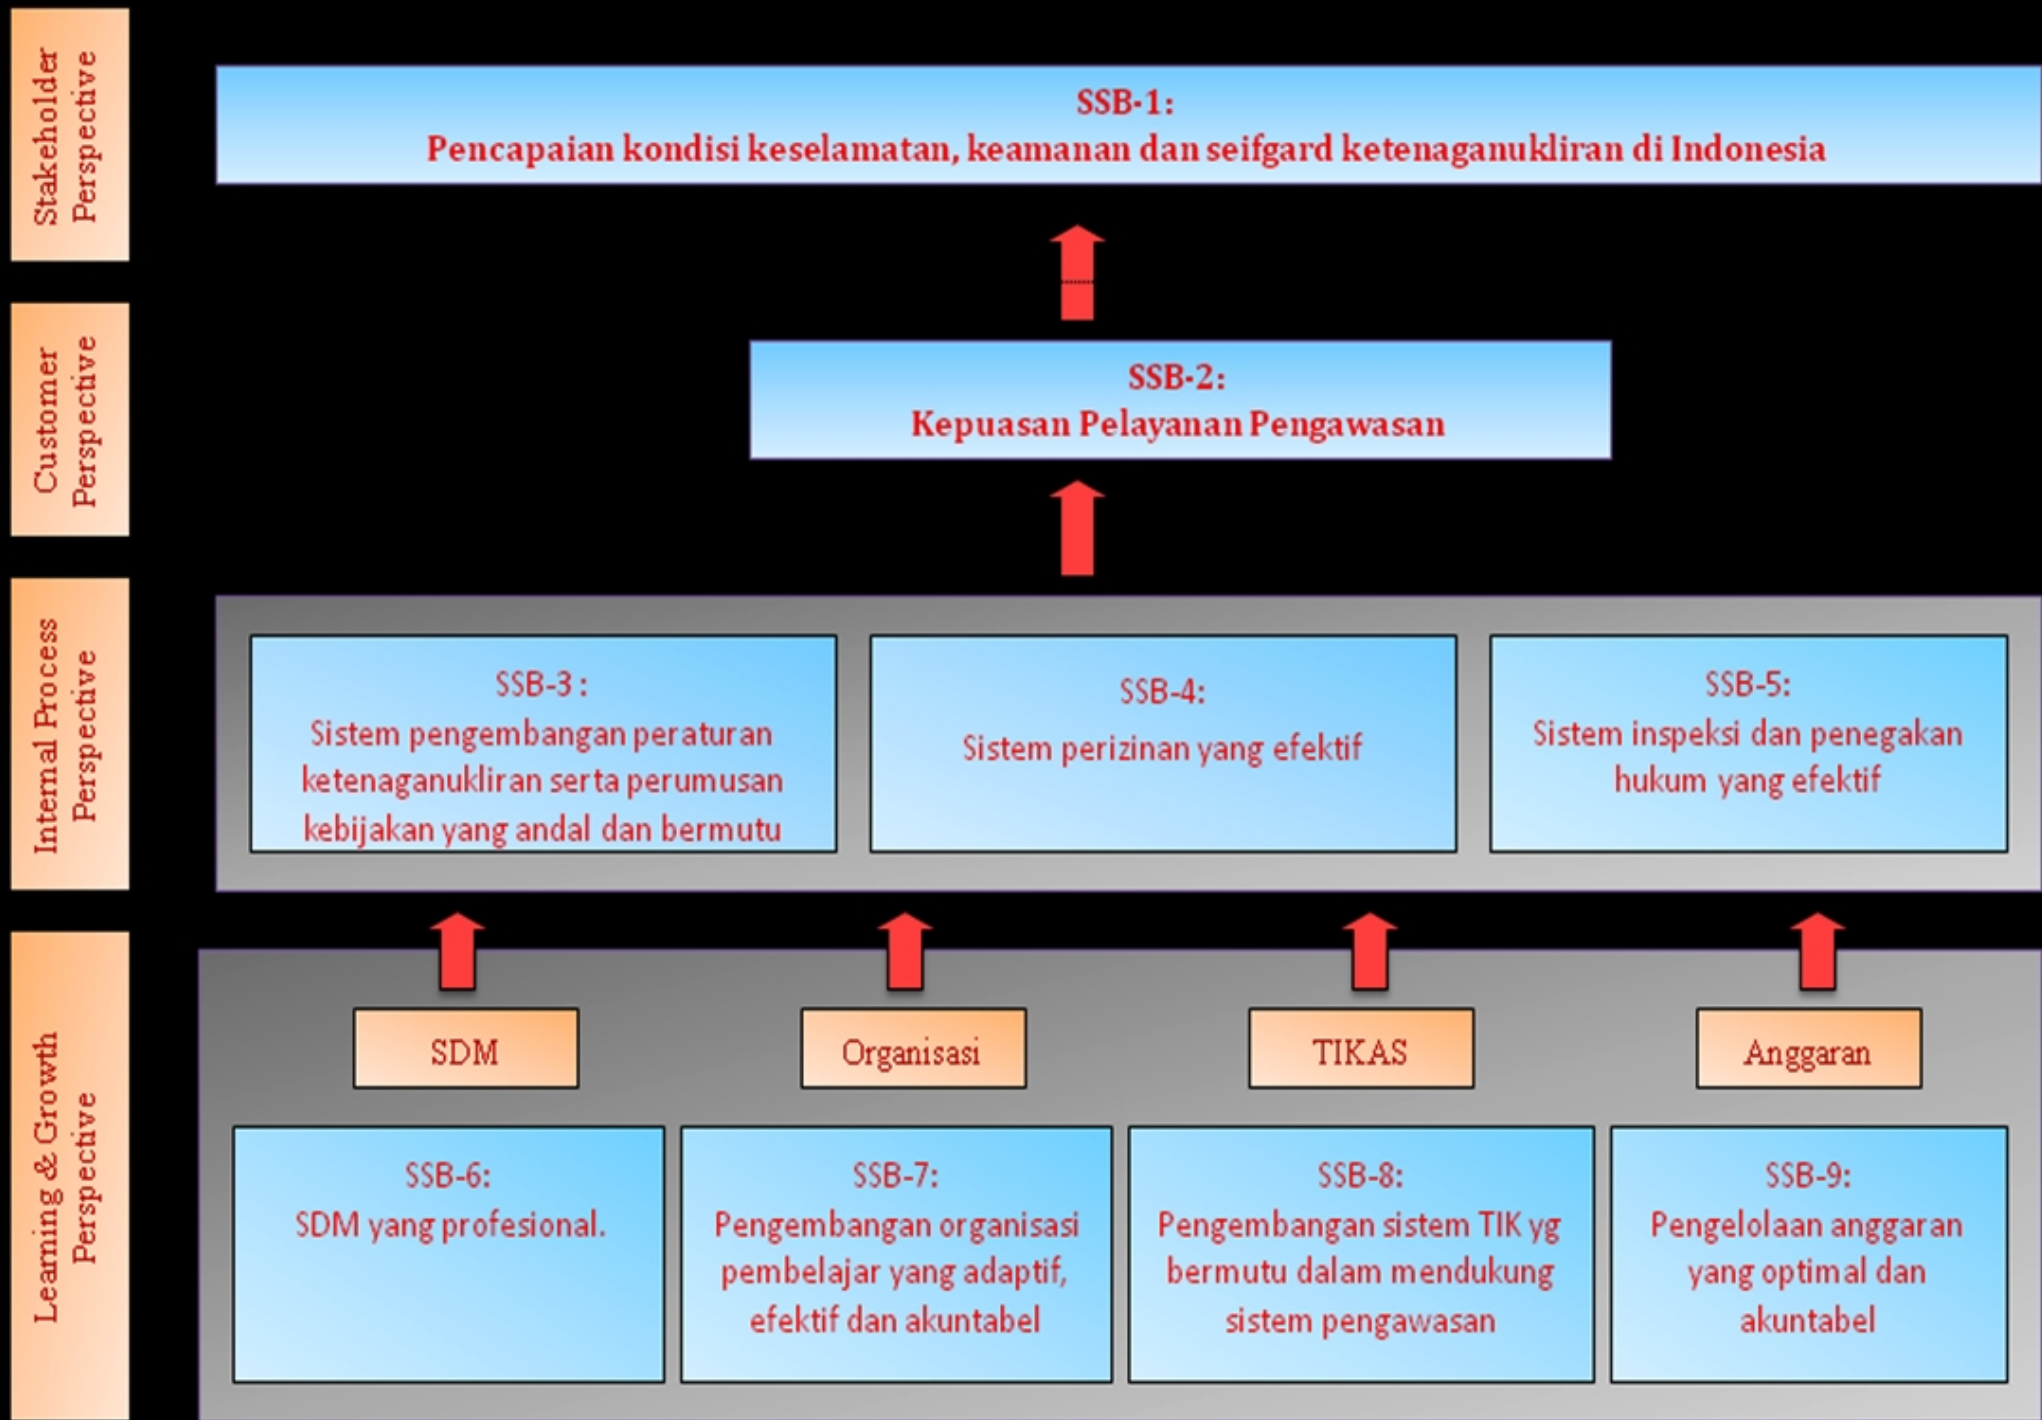 Stakeholder
Perspective
SSB-1:
Pencapaian kondisi keselamatan, keamanan dan seifgard ketenaganukliran di Indonesia
Customer
Perspective
SSB-2:
Kepuasan Pelayanan Pengawasan
Internal Process
Perspective
SSB-3 :
Sistem pengembangan peraturan
ketenaganukliran serta perumusan
kebijakan yang andal dan bermutu
SSB-4:
Sistem perizinan yang efektif
SSB-5:
Sistem inspeksi dan penegakan
hukum yang efektif
Learning & Growth
Perspective
SDM
Organisasi
TIKAS
Anggaran
SSB-6:
SDM yang profesional.
SSB-7:
Pengembangan organisasi
pembelajar yang adaptif,
efektif dan akuntabel
SSB-8:
Pengembangan sistem TIK yg
bermutu dalam mendukung
sistem pengawasan
SSB-9:
Pengelolaan anggaran
yang optimal dan
akuntabel